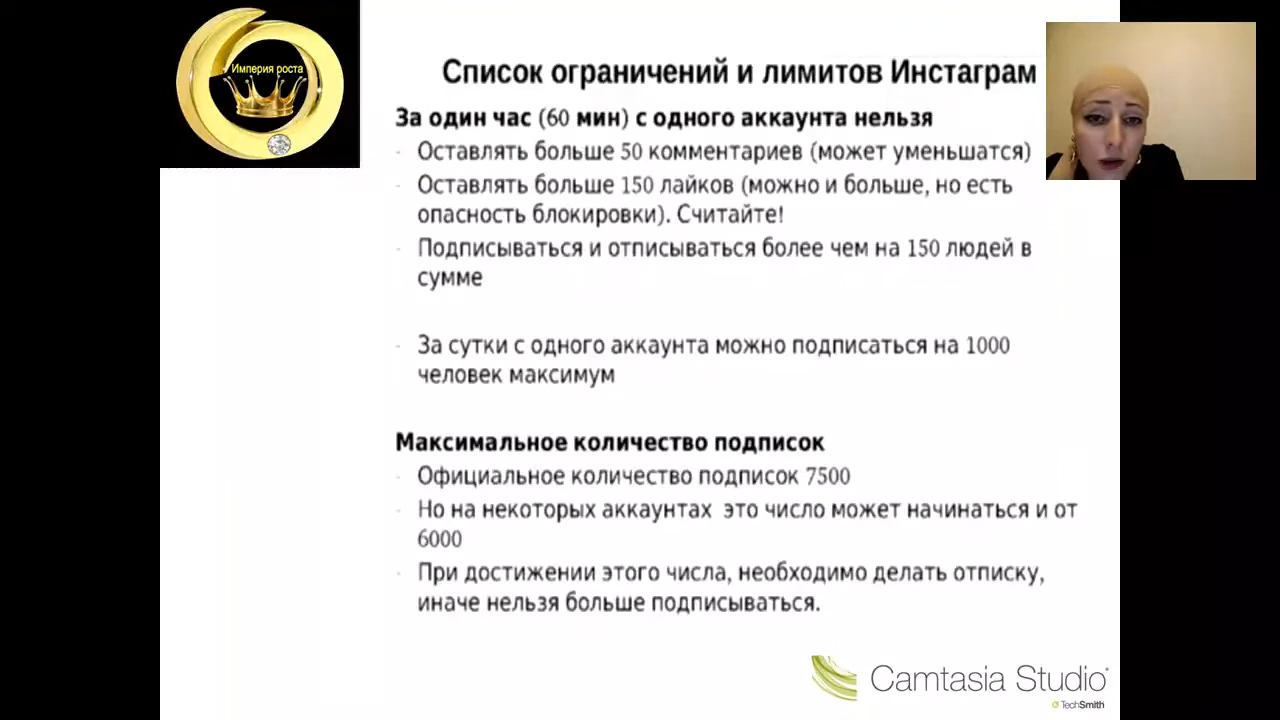 Империя роста
Список ограничений и лимитов Инстаграм
За один час (60 мин) с одного аккаунта нельзя
- Оставлять больше 50 комментариев (может уменьшатся)
- Оставлять больше 150 лайков (можно и больше, но есть
опасность блокировки). Считайте!
- Подписываться и отписываться более чем на 150 людей в
сумме
- За сутки с одного аккаунта можно подписаться на 1000
человек максимум
Максимальное количество подписок
- Официальное количество подписок 7500
- Но на некоторых аккаунтах это число может начинаться и от
6000
- При достижении этого числа, необходимо делать отписку,
иначе нельзя больше подписываться.
Camtasia Studio
TechSmith